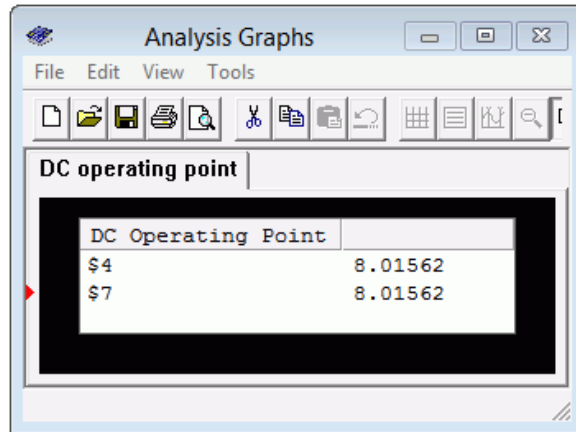 Analysis Graphs
File Edit View Tools
DC operating point
DC Operating Point
$4 8.01562
$7 8.01562